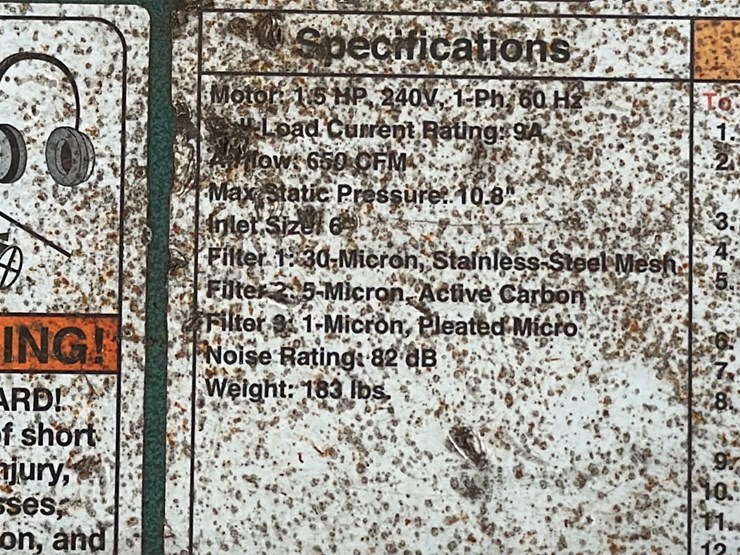 Specifications
Motor: 1.5 HP, 240V, 1-Ph, 60 Hz
Full-Load Current Rating: 9A
Airflow: 650 CFM
Max Static Pressure: 10.8"
Inlet Size: 6"
Filter 1: 30-Micron, Stainless-Steel Mesh
Filter 2: 5-Micron, Active Carbon
Filter 3: 1-Micron, Pleated Micro
Noise Rating: 82 dB
Weight: 183 lbs.
ING!
ARD!
of short
njury,
sses,
on, and
To
1.
2.
3.
4.
5.
6.
7.
8.
9.
10.
11.
12.